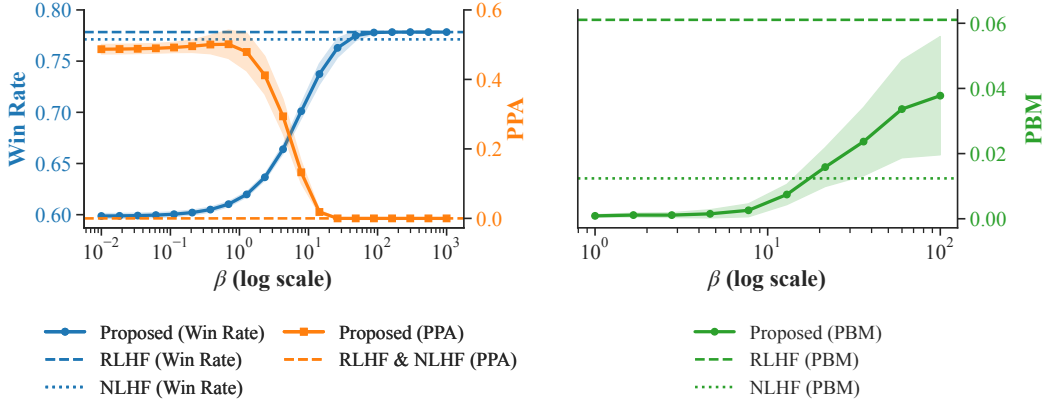 0.80
0.75
0.70
0.65
0.60
Win Rate
0.6
0.4
0.2
0.0
PPA
10⁻² 10⁻¹ 10⁰ 10¹ 10² 10³
β (log scale)
0.06
0.04
0.02
0.00
PBM
10⁰ 10¹ 10²
β (log scale)
Proposed (Win Rate)
RLHF (Win Rate)
NLHF (Win Rate)
Proposed (PPA)
RLHF & NLHF (PPA)
Proposed (PBM)
RLHF (PBM)
NLHF (PBM)